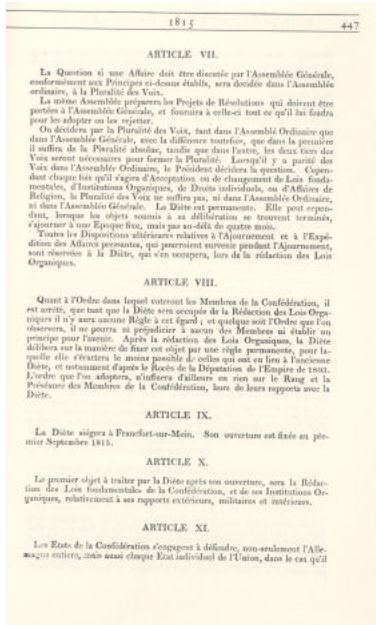 1815
447
ARTICLE VII.
La Question si une Affaire doit être discutée par l'Assemblée Générale,
conformément aux Principes ci-dessus établis, sera décidée dans l'Assemblée
ordinaire, à la Pluralité des Voix.
La même Assemblée préparera les Projets de Résolutions qui doivent être
portées à l'Assemblée Générale, et fournira à celle-ci tout ce qu'il lui faudra
pour les adopter ou les rejetter.
On décidera par la Pluralité des Voix, tant dans l'Assemblé Ordinaire que
dans l'Assemblée Générale, avec la différence toutefois, que dans la première
il suffira de la Pluralité absolue, tandis que dans l'autre, les deux tiers des
Voix seront nécessaires pour former la Pluralité. Lorsqu'il y a parité des
Voix dans l'Assemblée Ordinaire, le Président décidera la question. Cepen-
dant chaque fois qu'il s'agira d'Acceptation ou de changement de Lois fonda-
mentales, d'Institutions Organiques, de Droits individuels, ou d'Affaires de
Religion, la Pluralité des Voix ne suffira pas, ni dans l'Assemblée Ordinaire,
ni dans l'Assemblée Générale. La Diète est permanente. Elle peut cepen-
dant, lorsque les objets soumis à sa délibération se trouvent terminés,
s'ajourner à une Epoque fixe, mais pas au-delà de quatre mois.
Toutes les Dispositions ultérieures relatives à l'Ajournement et à l'Expé-
dition des Affaires pressantes, qui pourraient survenir pendant l'Ajournement,
sont réservées à la Diète, qui s'en occupera, lors de la rédaction des Lois
Organiques.
ARTICLE VIII.
Quant à l'Ordre dans lequel voteront les Membres de la Confédération, il
est arrêté, que tant que la Diète sera occupée de la Rédaction des Lois Orga-
niques il n'y aura aucune Règle à cet égard; et quelque soit l'Ordre que l'on
observera, il ne pourra ni préjudicier à aucun des Membres ni établir un
principe pour l'avenir. Après la rédaction des Lois Organiques, la Diète
délibéra sur la manière de fixer cet objet par une règle permanente, pour la-
quelle elle s'écartera le moins possible de celles qui ont eu lieu à l'ancienne
Diète, et notamment d'après le Recès de la Députation de l'Empire de 1803.
L'ordre que l'on adoptera, n'influera d'ailleurs en rien sur le Rang et la
Préséance des Membres de la Confédération, hors de leurs rapports avec la
Diète.
ARTICLE IX.
La Diète siégera à Francfort-sur-Mein. Son ouverture est fixée au pre-
mier Septembre 1815.
ARTICLE X.
Le premier objet à traiter par la Diète après son ouverture, sera la Rédac-
tion des Lois fondamentales de la Confédération, et de ses Institutions Or-
ganiques, relativement à ses rapports extérieurs, militaires et intérieurs.
ARTICLE XI.
Les Etats de la Confédération s'engagent à défendre, non-seulement l'Alle-
magne entière, mais aussi chaque Etat individuel de l'Union, dans le cas qu'il